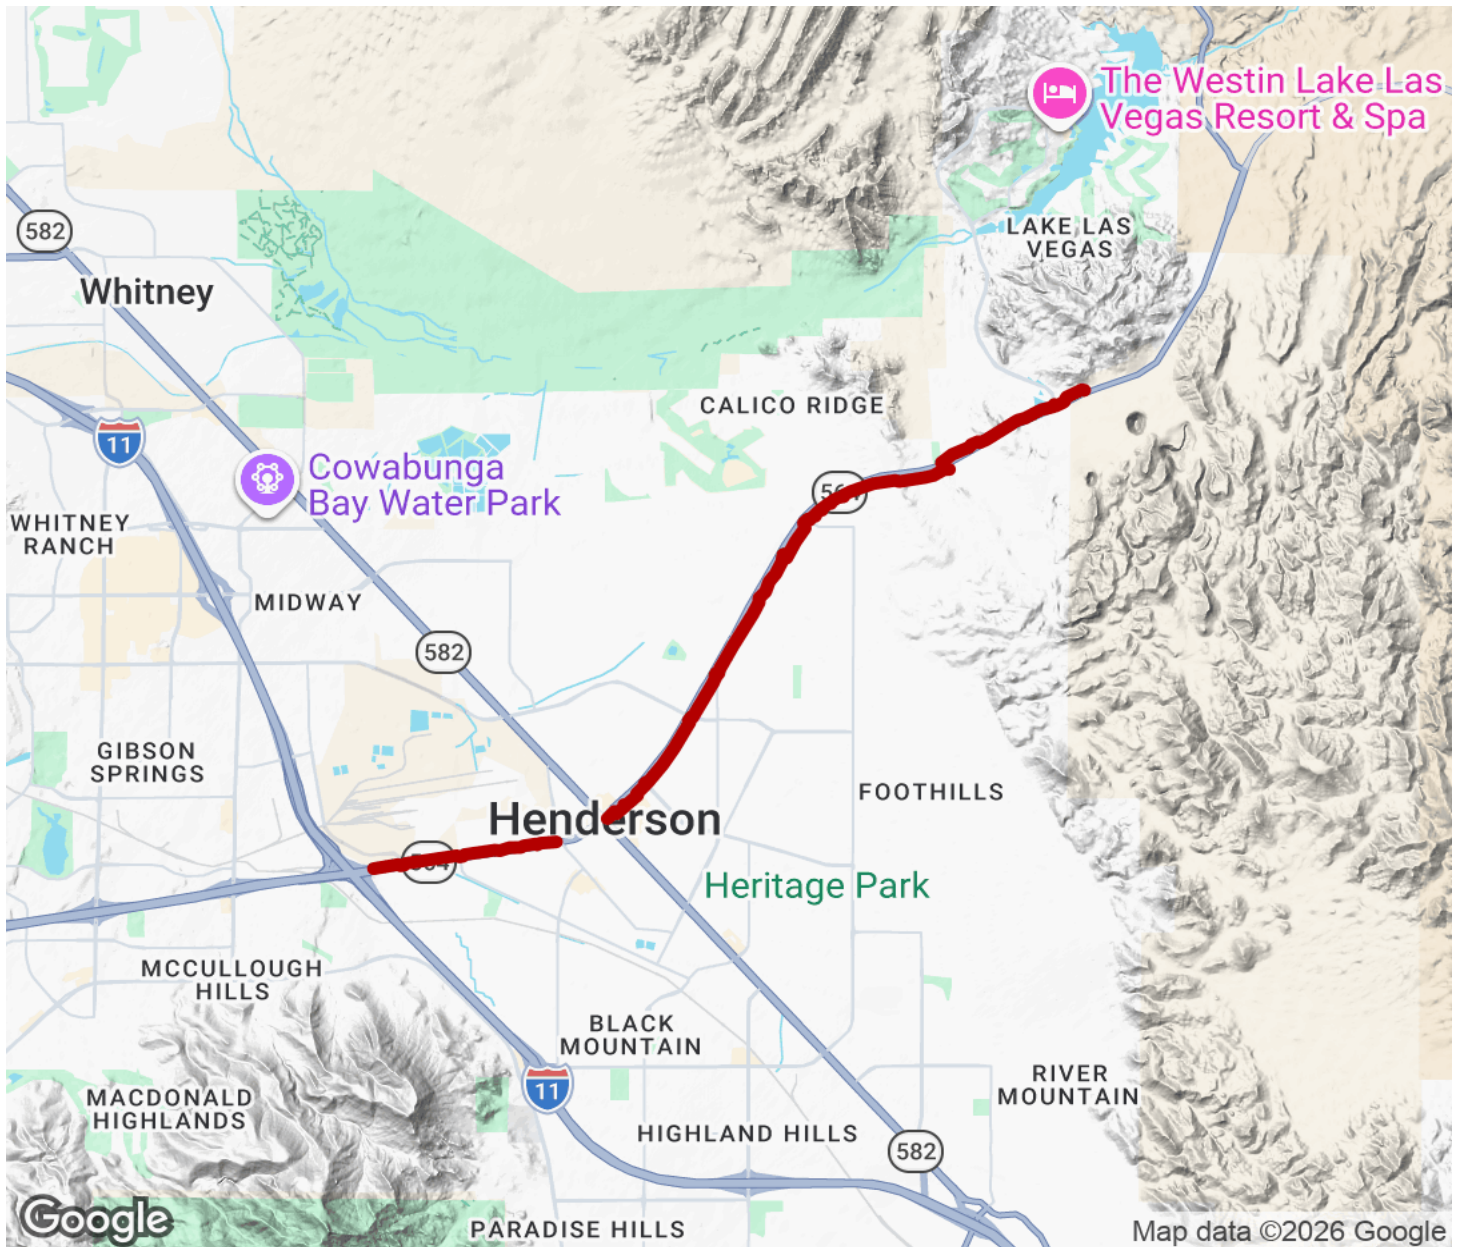 The Westin Lake Las
Vegas Resort & Spa
582
LAKE LAS
VEGAS
Whitney
CALICO RIDGE
11
Cowabunga
Bay Water Park
WHITNEY
RANCH
MIDWAY
582
GIBSON
SPRINGS
FOOTHILLS
Henderson
Heritage Park
MCCULLOUGH
HILLS
BLACK
MOUNTAIN
RIVER
MOUNTAIN
11
MACDONALD
HIGHLANDS
HIGHLAND HILLS
582
Google
PARADISE HILLS
Map data ©2026 Google